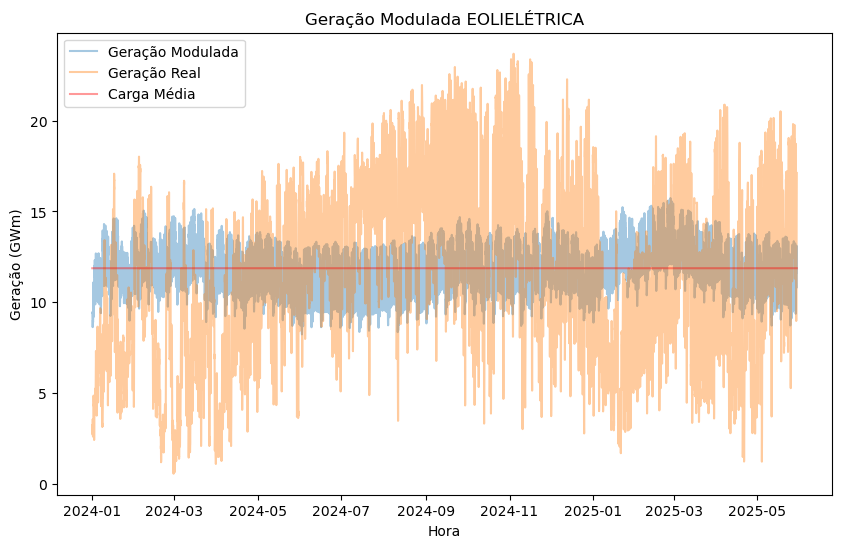 Geração Modulada EOLIELÉTRICA
Geração Modulada
Geração Real
Carga Média
Geração (GWm)
20
15
10
5
0
2024-01 2024-03 2024-05 2024-07 2024-09 2024-11 2025-01 2025-03 2025-05
Hora